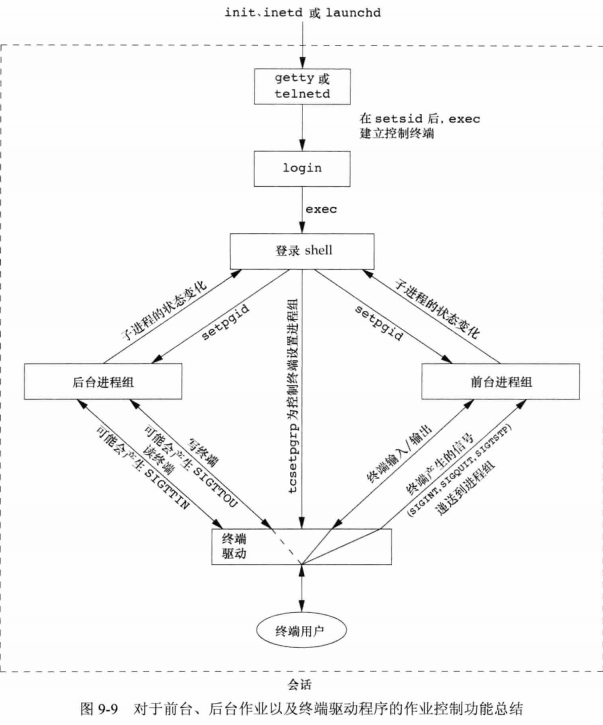 init、inetd 或 launchd
getty 或
telnetd
在 setsid 后, exec
建立控制终端
login
exec
登录 shell
子进程的状态变化
setpgid
tcsetpgrp 为控制终端设置进程组
setpgid
子进程的状态变化
后台进程组
前台进程组
读终端
可能会产生 SIGTTIN
写终端
可能会产生 SIGTTOU
终端输入/输出
终端产生的信号
(SIGINT, SIGQUIT, SIGTSTP)
递送到进程组
终端
驱动
终端用户
会话
图 9-9 对于前台、后台作业以及终端驱动程序的作业控制功能总结